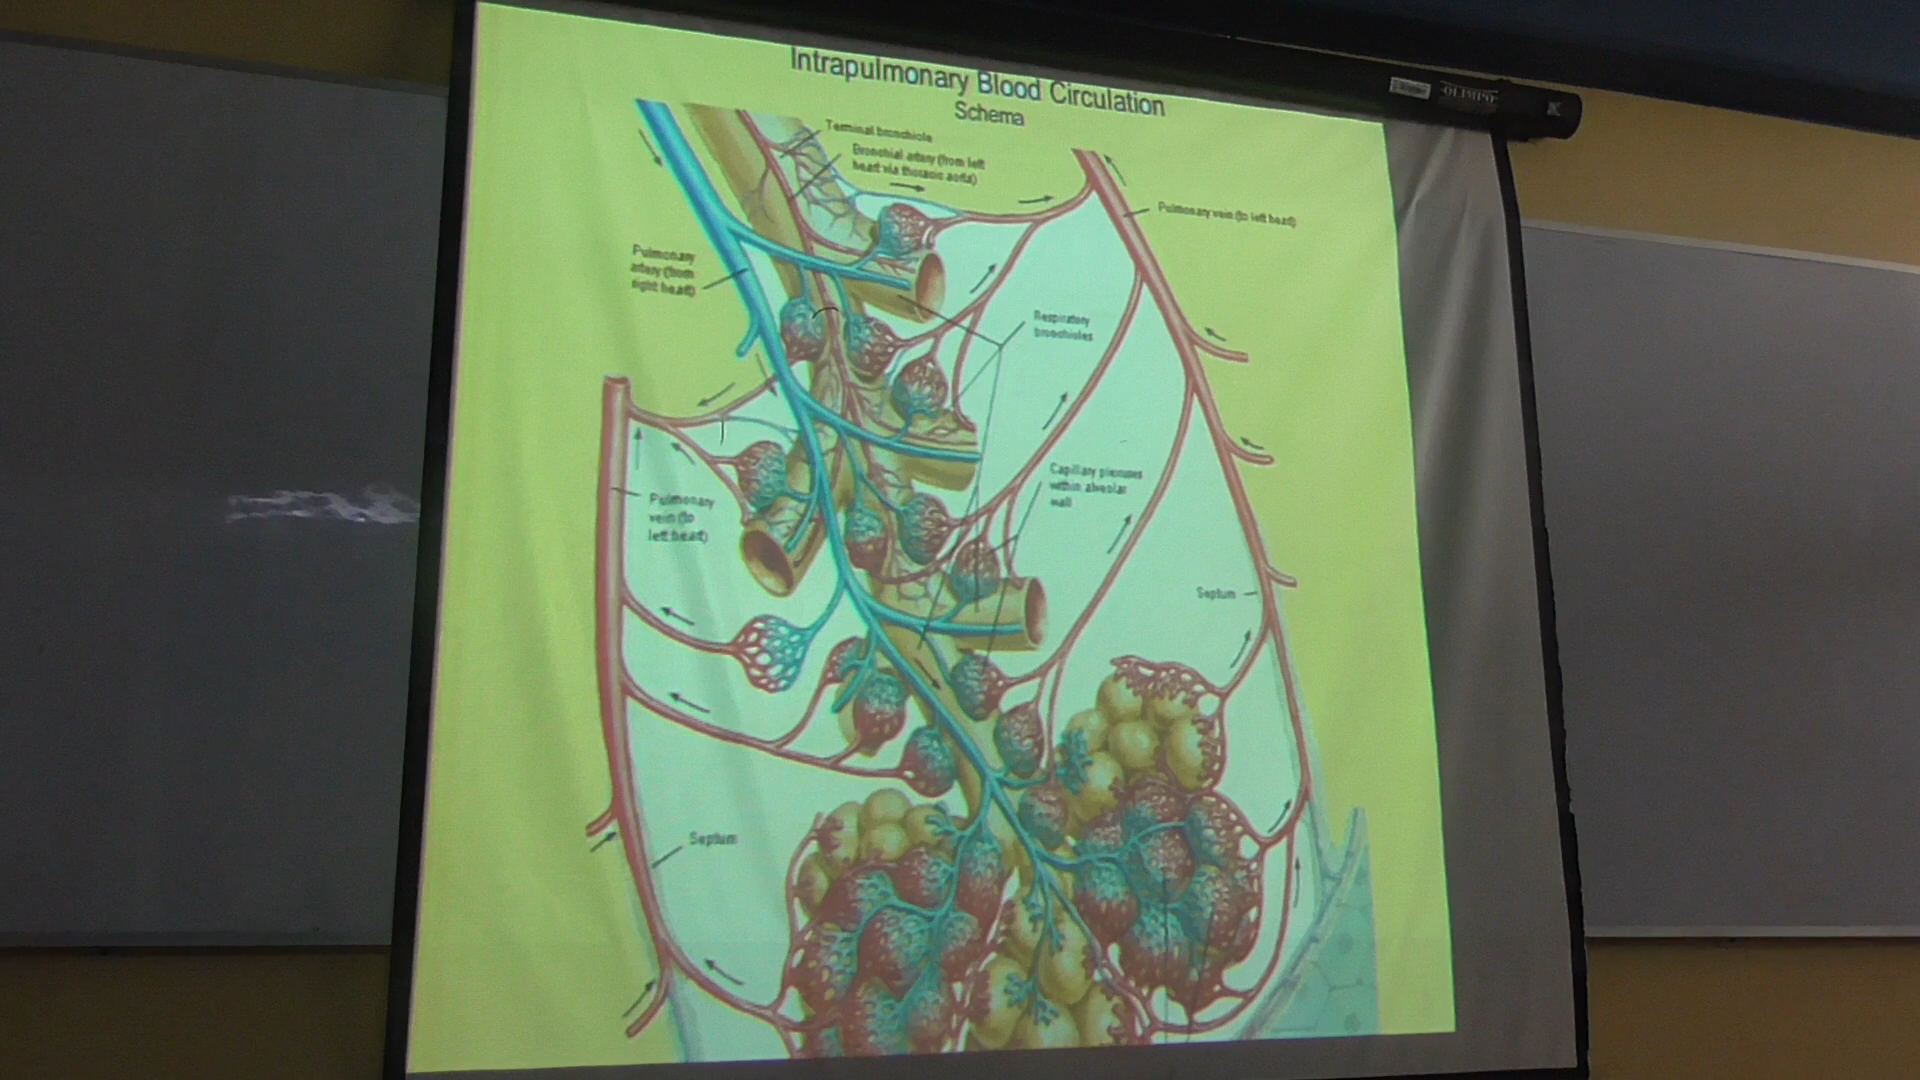 Intrapulmonary Blood Circulation
Schema
Terminal bronchiole
Bronchial artery (from left
heart via thoracic aorta)
Pulmonary vein (to left heart)
Pulmonary
artery (from
right heart)
Respiratory
bronchioles
Capillary plexuses
within alveolar
wall
Pulmonary
vein (to
left heart)
Septum
Septum
OLIMPO